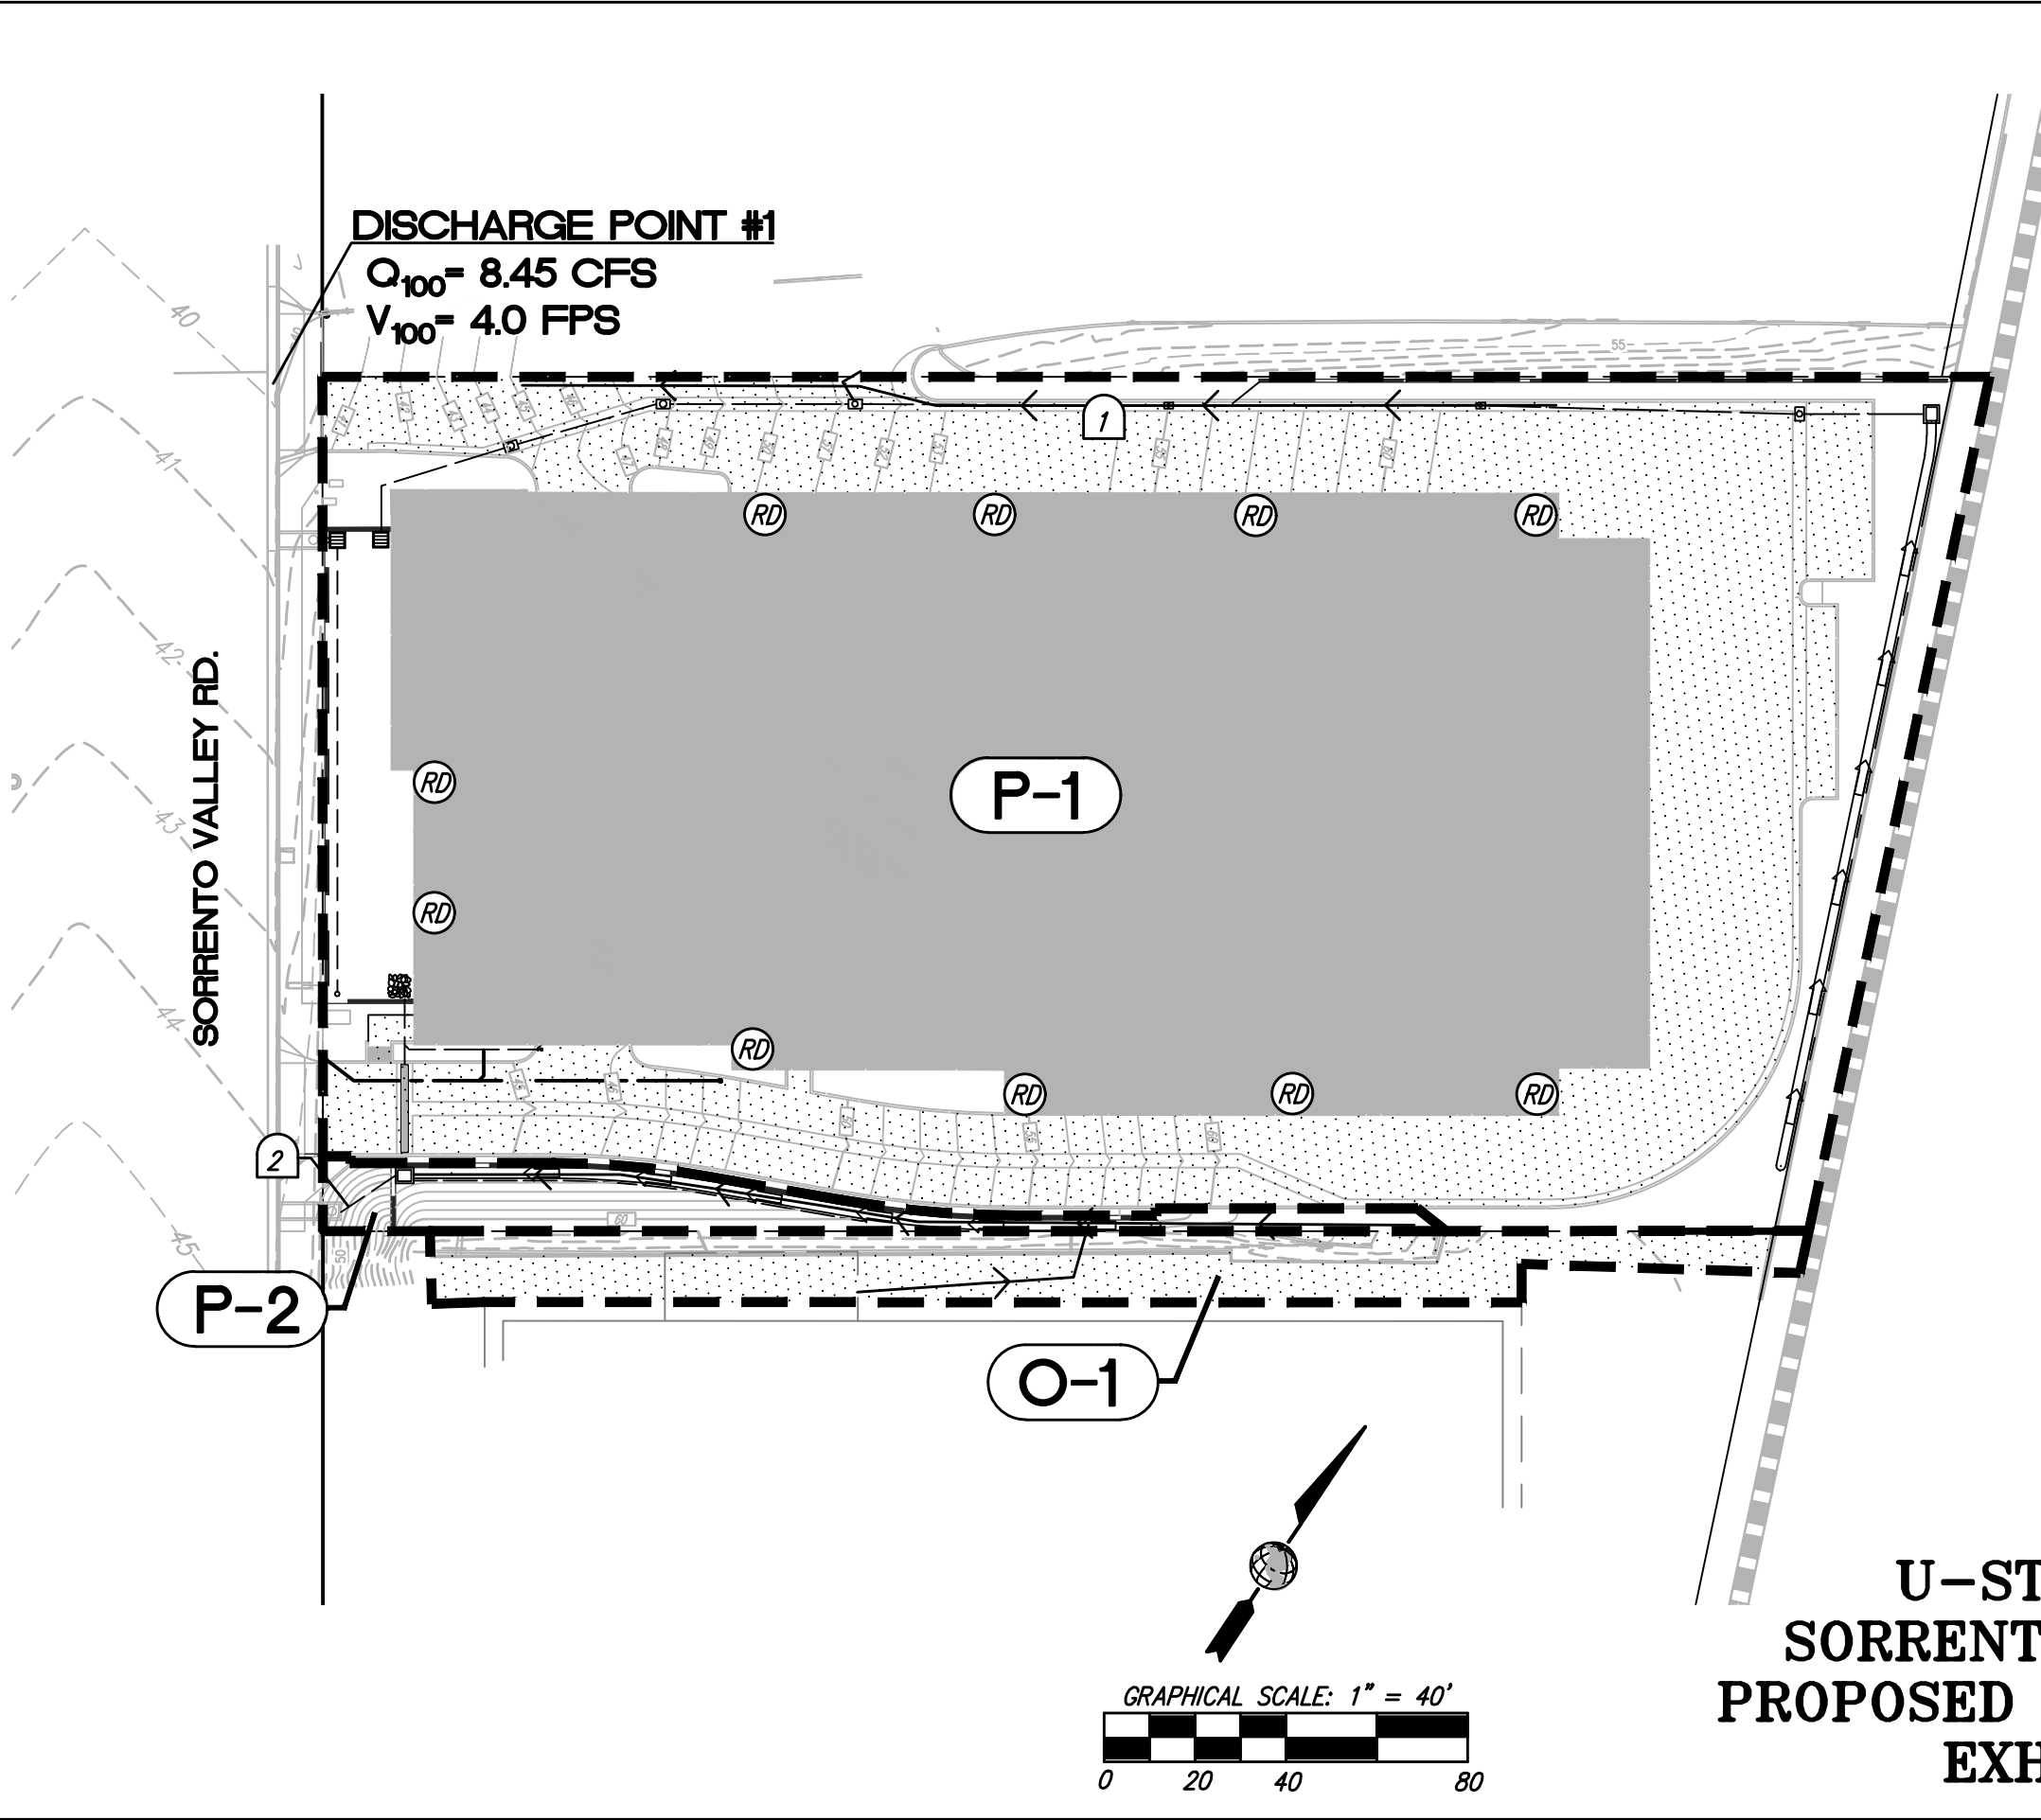 DISCHARGE POINT #1
Q100= 8.45 CFS
V100= 4.0 FPS
40
55
1
41
RD
RD
RD
RD
42
SORRENTO VALLEY RD.
RD
P-1
43
RD
44
RD
RD
RD
RD
2
60
45
50
P-2
O-1
U-ST
SORRENT
PROPOSED
EXH
GRAPHICAL SCALE: 1" = 40'
0 20 40 80